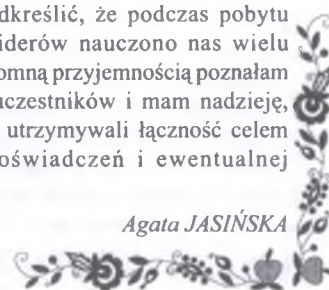 dkreślić, że podczas pobytu
iderów nauczono nas wielu
omną przyjemnością poznałam
czestników i mam nadzieję,
utrzymywali łączność celem
oświadczeń i ewentualnej
Agata JASIŃSKA